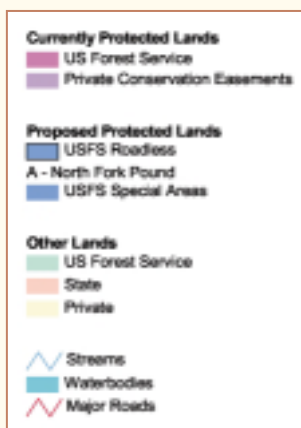 Currently Protected Lands
US Forest Service
Private Conservation Easements
Proposed Protected Lands
USFS Roadless
A - North Fork Pound
USFS Special Areas
Other Lands
US Forest Service
State
Private
Streams
Waterbodies
Major Roads